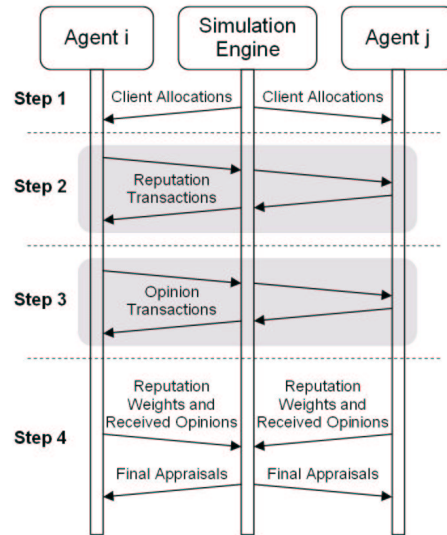 Agent i
Simulation
Engine
Agent j
Step 1
Client Allocations
Client Allocations
Step 2
Reputation
Transactions
Step 3
Opinion
Transactions
Step 4
Reputation
Weights and
Received Opinions
Reputation
Weights and
Received Opinions
Final Appraisals
Final Appraisals